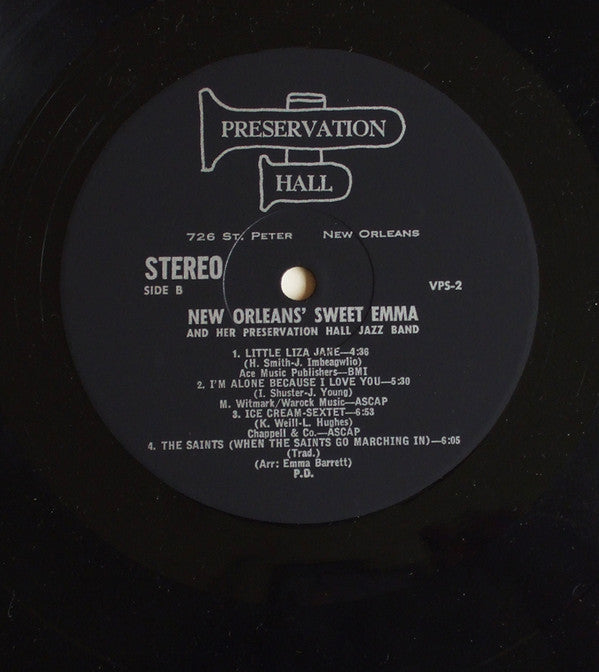 PRESERVATION
HALL
726 St. Peter New Orleans
STEREO
SIDE B
VPS-2
NEW ORLEANS' SWEET EMMA
AND HER PRESERVATION HALL JAZZ BAND
1. LITTLE LIZA JANE—4:36
(H. Smith-J. Imbeagwlio)
Ace Music Publishers—BMI
2. I'M ALONE BECAUSE I LOVE YOU—5:30
(I. Shuster-J. Young)
M. Witmark/Warock Music—ASCAP
3. ICE CREAM-SEXTET—6:53
(K. Weill-L. Hughes)
Chappell & Co.—ASCAP
4. THE SAINTS (WHEN THE SAINTS GO MARCHING IN)—6:05
(Trad.)
(Arr: Emma Barrett)
P.D.